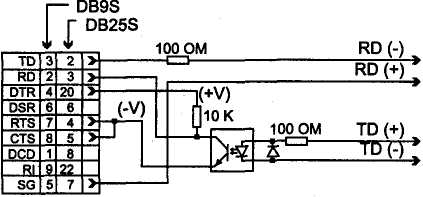 DB9S
DB25S
100 OM
RD (-)
TD 3 2
RD 2 3
RD (+)
DTR 4 20
(+V)
DSR 6 6
(-V)
RTS 7 4
10 K
100 OM
TD (+)
CTS 8 5
DCD 1 8
TD (-)
RI 9 22
SG 5 7